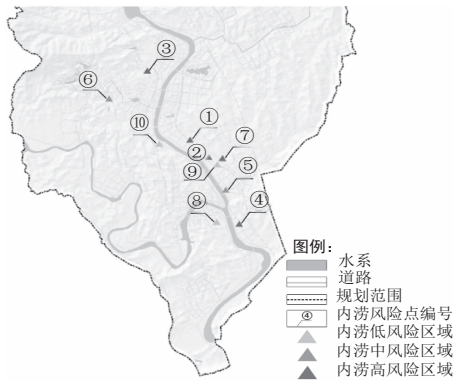 ③
⑥
①
⑩
⑦
②
⑨
⑤
⑧
④
图例：
水系
道路
规划范围
④ 内涝风险点编号
内涝低风险区域
内涝中风险区域
内涝高风险区域